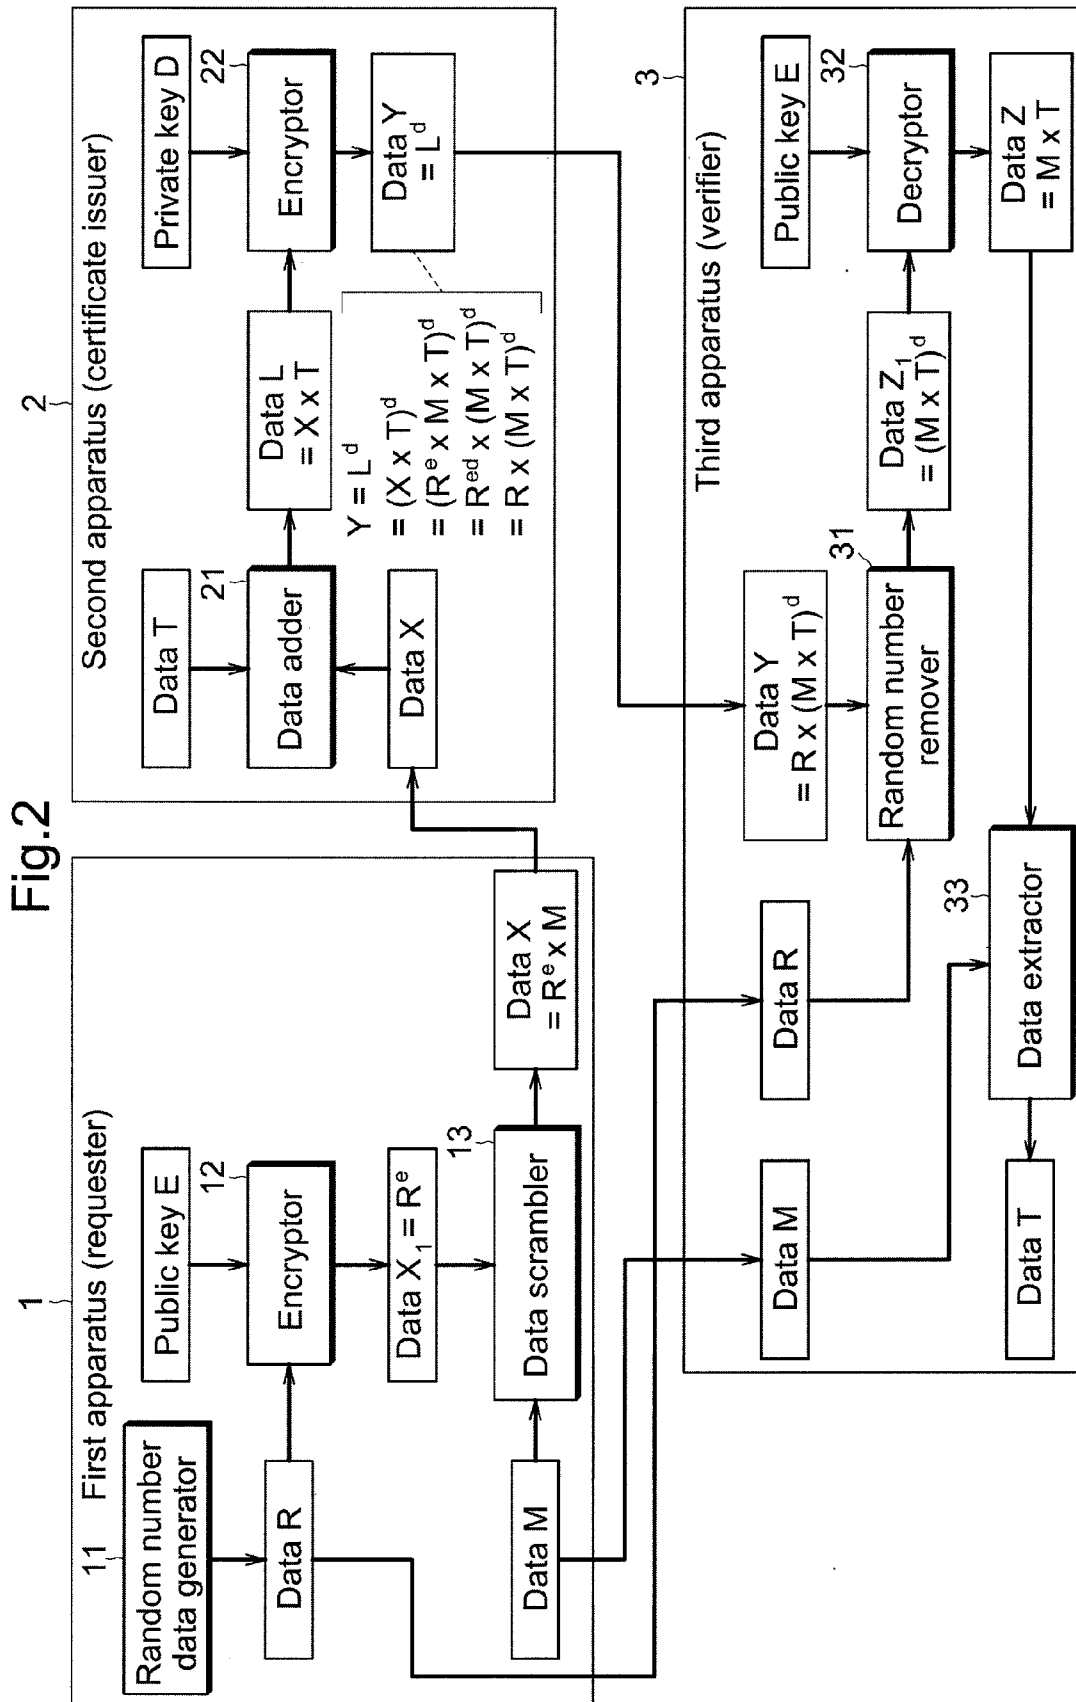 Fig.2
1
First apparatus (requester)
11
Random number
data generator
Public key E
12
Data R
Encryptor
Data X₁ = Rᵉ
13
Data M
Data scrambler
Data X
= Rᵉ x M
2
Second apparatus (certificate issuer)
Data T
21
Data adder
Data X
Data L
= X x T
Private key D
22
Encryptor
Data Y
= Lᵈ
Y = Lᵈ
= (X x T)ᵈ
= (Rᵉ x M x T)ᵈ
= Rᵉᵈ x (M x T)ᵈ
= R x (M x T)ᵈ
3
Third apparatus (verifier)
Data M
Data R
Data Y
= R x (M x T)ᵈ
31
Random number
remover
Data Z₁
= (M x T)ᵈ
Public key E
32
Decryptor
Data Z
= M x T
33
Data extractor
Data T